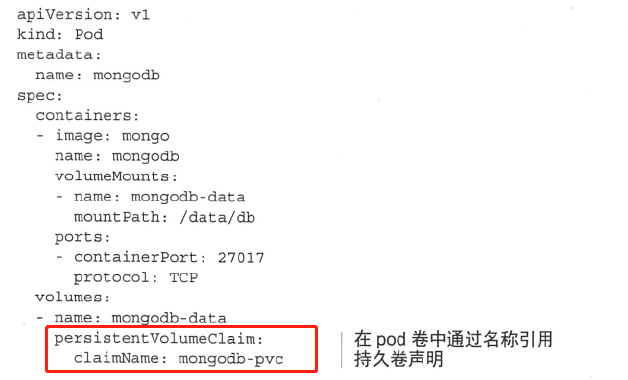 apiVersion: v1
kind: Pod
metadata:
  name: mongodb
spec:
  containers:
  - image: mongo
    name: mongodb
    volumeMounts:
    - name: mongodb-data
      mountPath: /data/db
    ports:
    - containerPort: 27017
      protocol: TCP
  volumes:
  - name: mongodb-data
    persistentVolumeClaim:
      claimName: mongodb-pvc
在 pod 卷中通过名称引用
持久卷声明